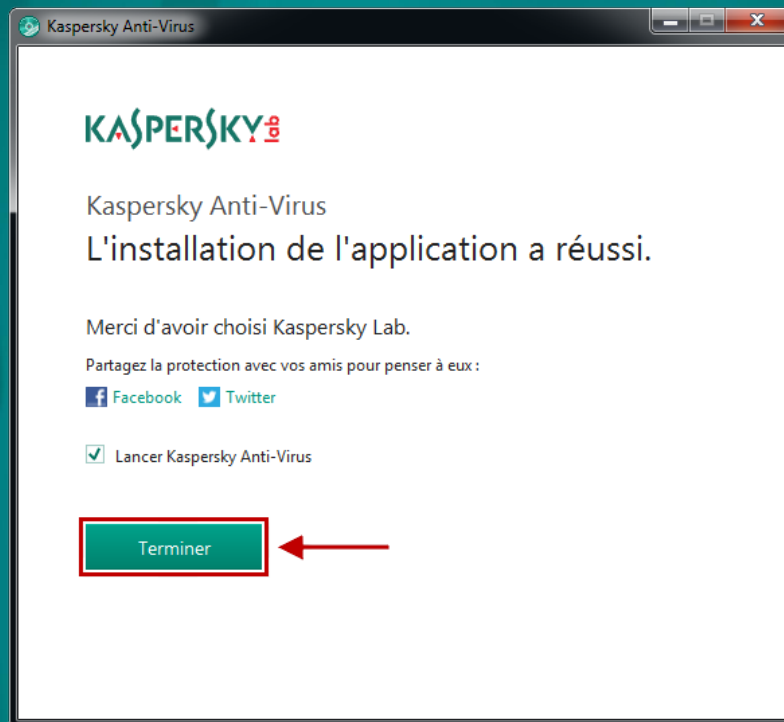 Kaspersky Anti-Virus
KASPERSKY lab
Kaspersky Anti-Virus
L'installation de l'application a réussi.
Merci d'avoir choisi Kaspersky Lab.
Partagez la protection avec vos amis pour penser à eux :
Facebook Twitter
Lancer Kaspersky Anti-Virus
Terminer